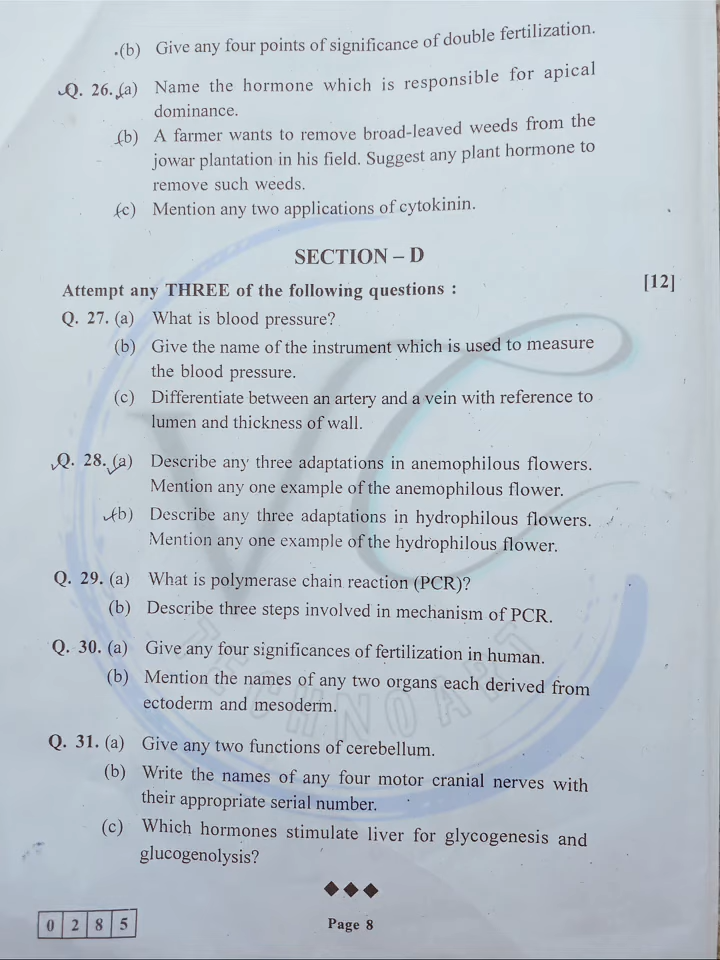 (b) Give any four points of significance of double fertilization.
Q. 26. (a) Name the hormone which is responsible for apical
dominance.
(b) A farmer wants to remove broad-leaved weeds from the
jowar plantation in his field. Suggest any plant hormone to
remove such weeds.
(c) Mention any two applications of cytokinin.
SECTION – D
Attempt any THREE of the following questions : [12]
Q. 27. (a) What is blood pressure?
(b) Give the name of the instrument which is used to measure
the blood pressure.
(c) Differentiate between an artery and a vein with reference to
lumen and thickness of wall.
Q. 28. (a) Describe any three adaptations in anemophilous flowers.
Mention any one example of the anemophilous flower.
(b) Describe any three adaptations in hydrophilous flowers.
Mention any one example of the hydrophilous flower.
Q. 29. (a) What is polymerase chain reaction (PCR)?
(b) Describe three steps involved in mechanism of PCR.
Q. 30. (a) Give any four significances of fertilization in human.
(b) Mention the names of any two organs each derived from
ectoderm and mesoderm.
Q. 31. (a) Give any two functions of cerebellum.
(b) Write the names of any four motor cranial nerves with
their appropriate serial number.
(c) Which hormones stimulate liver for glycogenesis and
glucogenolysis?
0 2 8 5 Page 8
VC
TECHNO ART